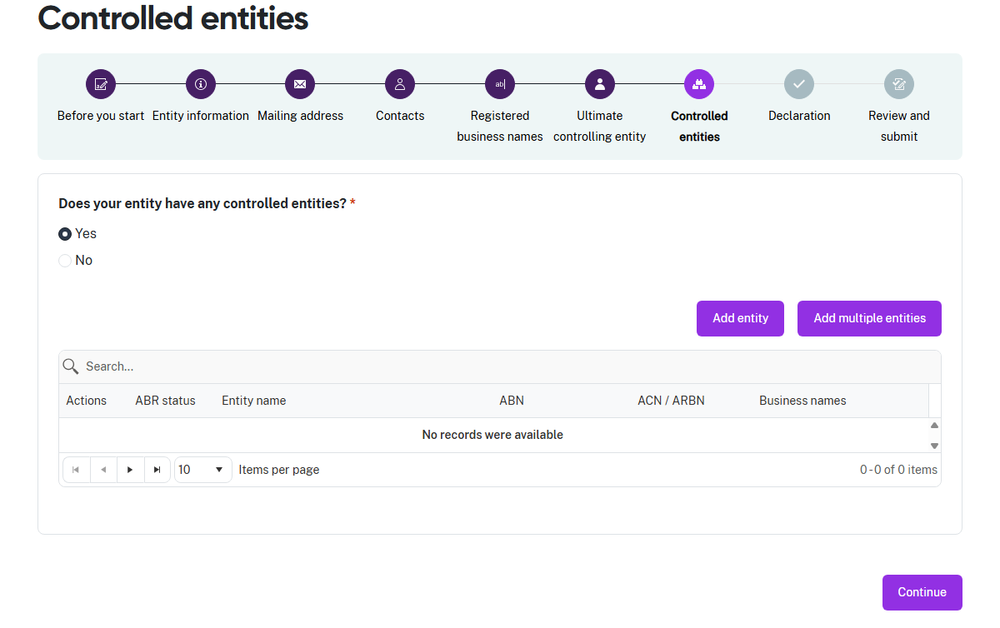 Controlled entities
Before you start
Entity information
Mailing address
Contacts
Registered
business names
Ultimate
controlling entity
Controlled
entities
Declaration
Review and
submit
Does your entity have any controlled entities? *
Yes
No
Add entity
Add multiple entities
Search...
Actions
ABR status
Entity name
ABN
ACN / ARBN
Business names
No records were available
10
Items per page
0 - 0 of 0 items
Continue